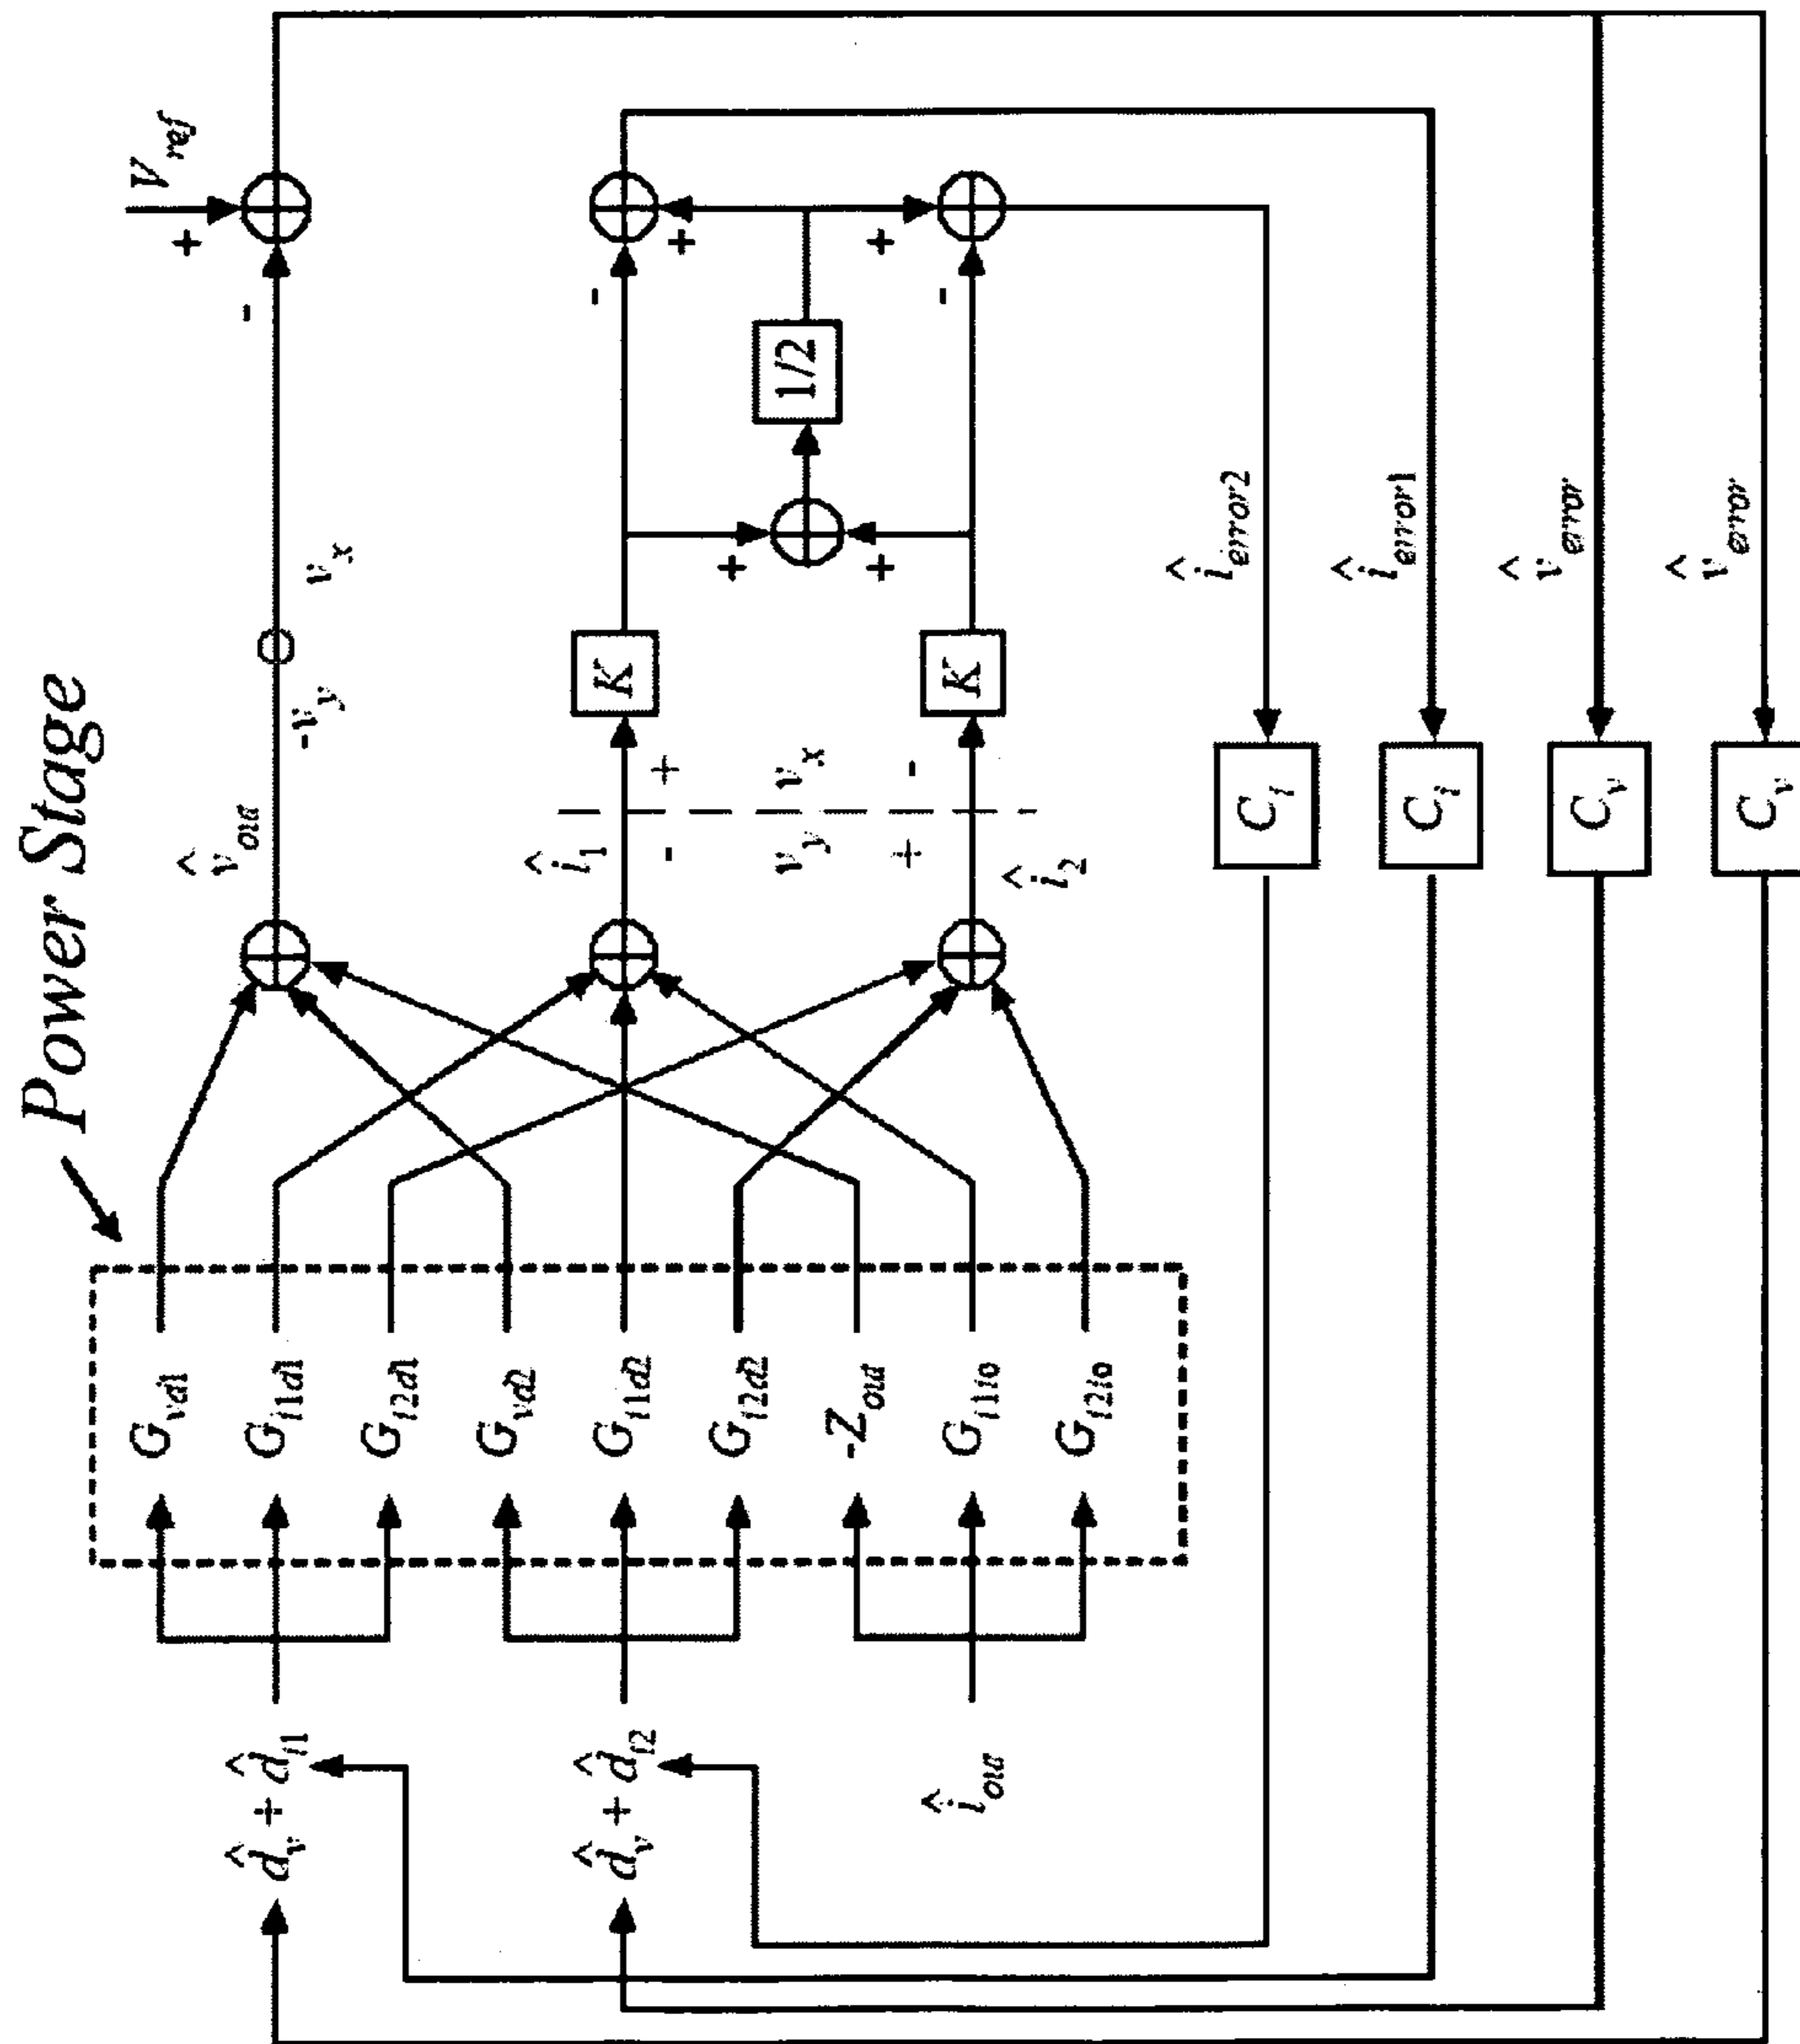 Power Stage
V_ref
+
-
v̂_out
-v_y
v_x
î_1
-
+
v_y
v_x
+
-
î_2
K
K
+
+
1/2
-
+
+
-
G_vd1
G_i1d1
G_i2d1
G_vd2
G_i1d2
G_i2d2
-Z_out
G_i1io
G_i2io
d̂_v + d̂_i1
d̂_v + d̂_i2
î_out
î_error2
î_error1
v̂_error
v̂_error
C_i
C_i
C_v
C_v